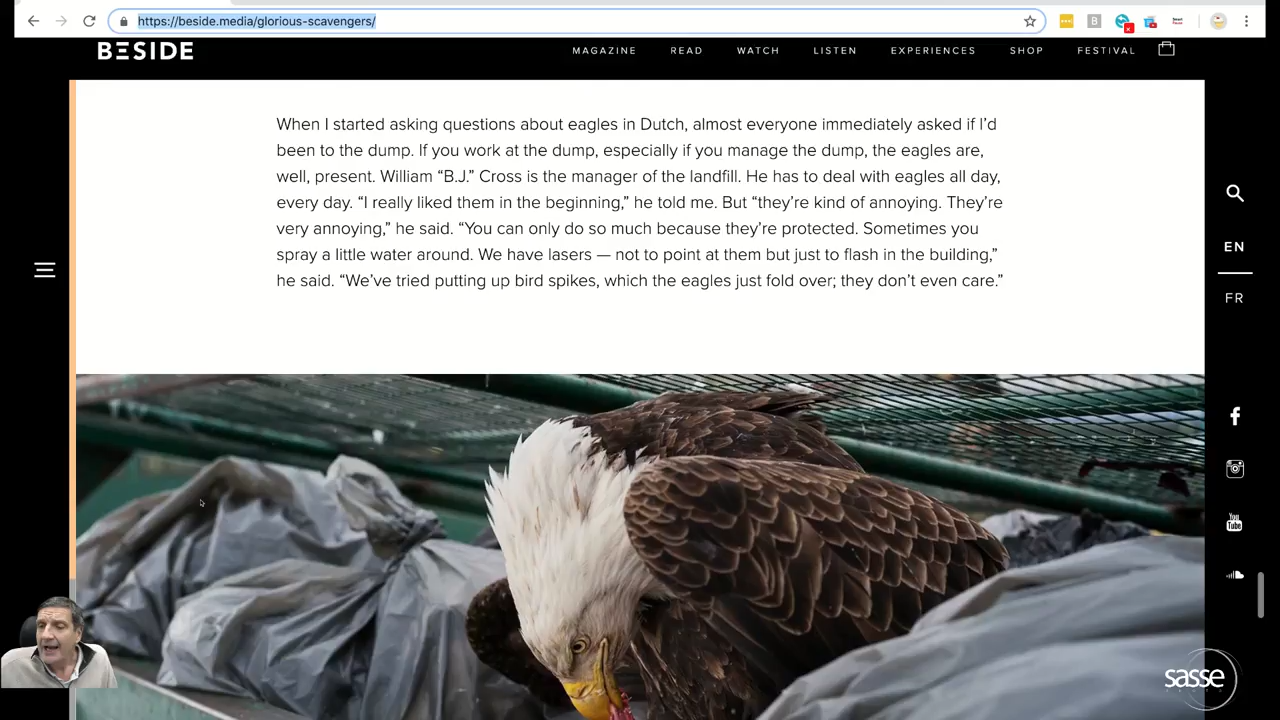 https://beside.media/glorious-scavengers/
BESIDE
MAGAZINE READ WATCH LISTEN EXPERIENCES SHOP FESTIVAL
When I started asking questions about eagles in Dutch, almost everyone immediately asked if I’d
been to the dump. If you work at the dump, especially if you manage the dump, the eagles are,
well, present. William “B.J.” Cross is the manager of the landfill. He has to deal with eagles all day,
every day. “I really liked them in the beginning,” he told me. But “they’re kind of annoying. They’re
very annoying,” he said. “You can only do so much because they’re protected. Sometimes you
spray a little water around. We have lasers — not to point at them but just to flash in the building,”
he said. “We’ve tried putting up bird spikes, which the eagles just fold over; they don’t even care.”
EN
FR
You
Tube
sasse